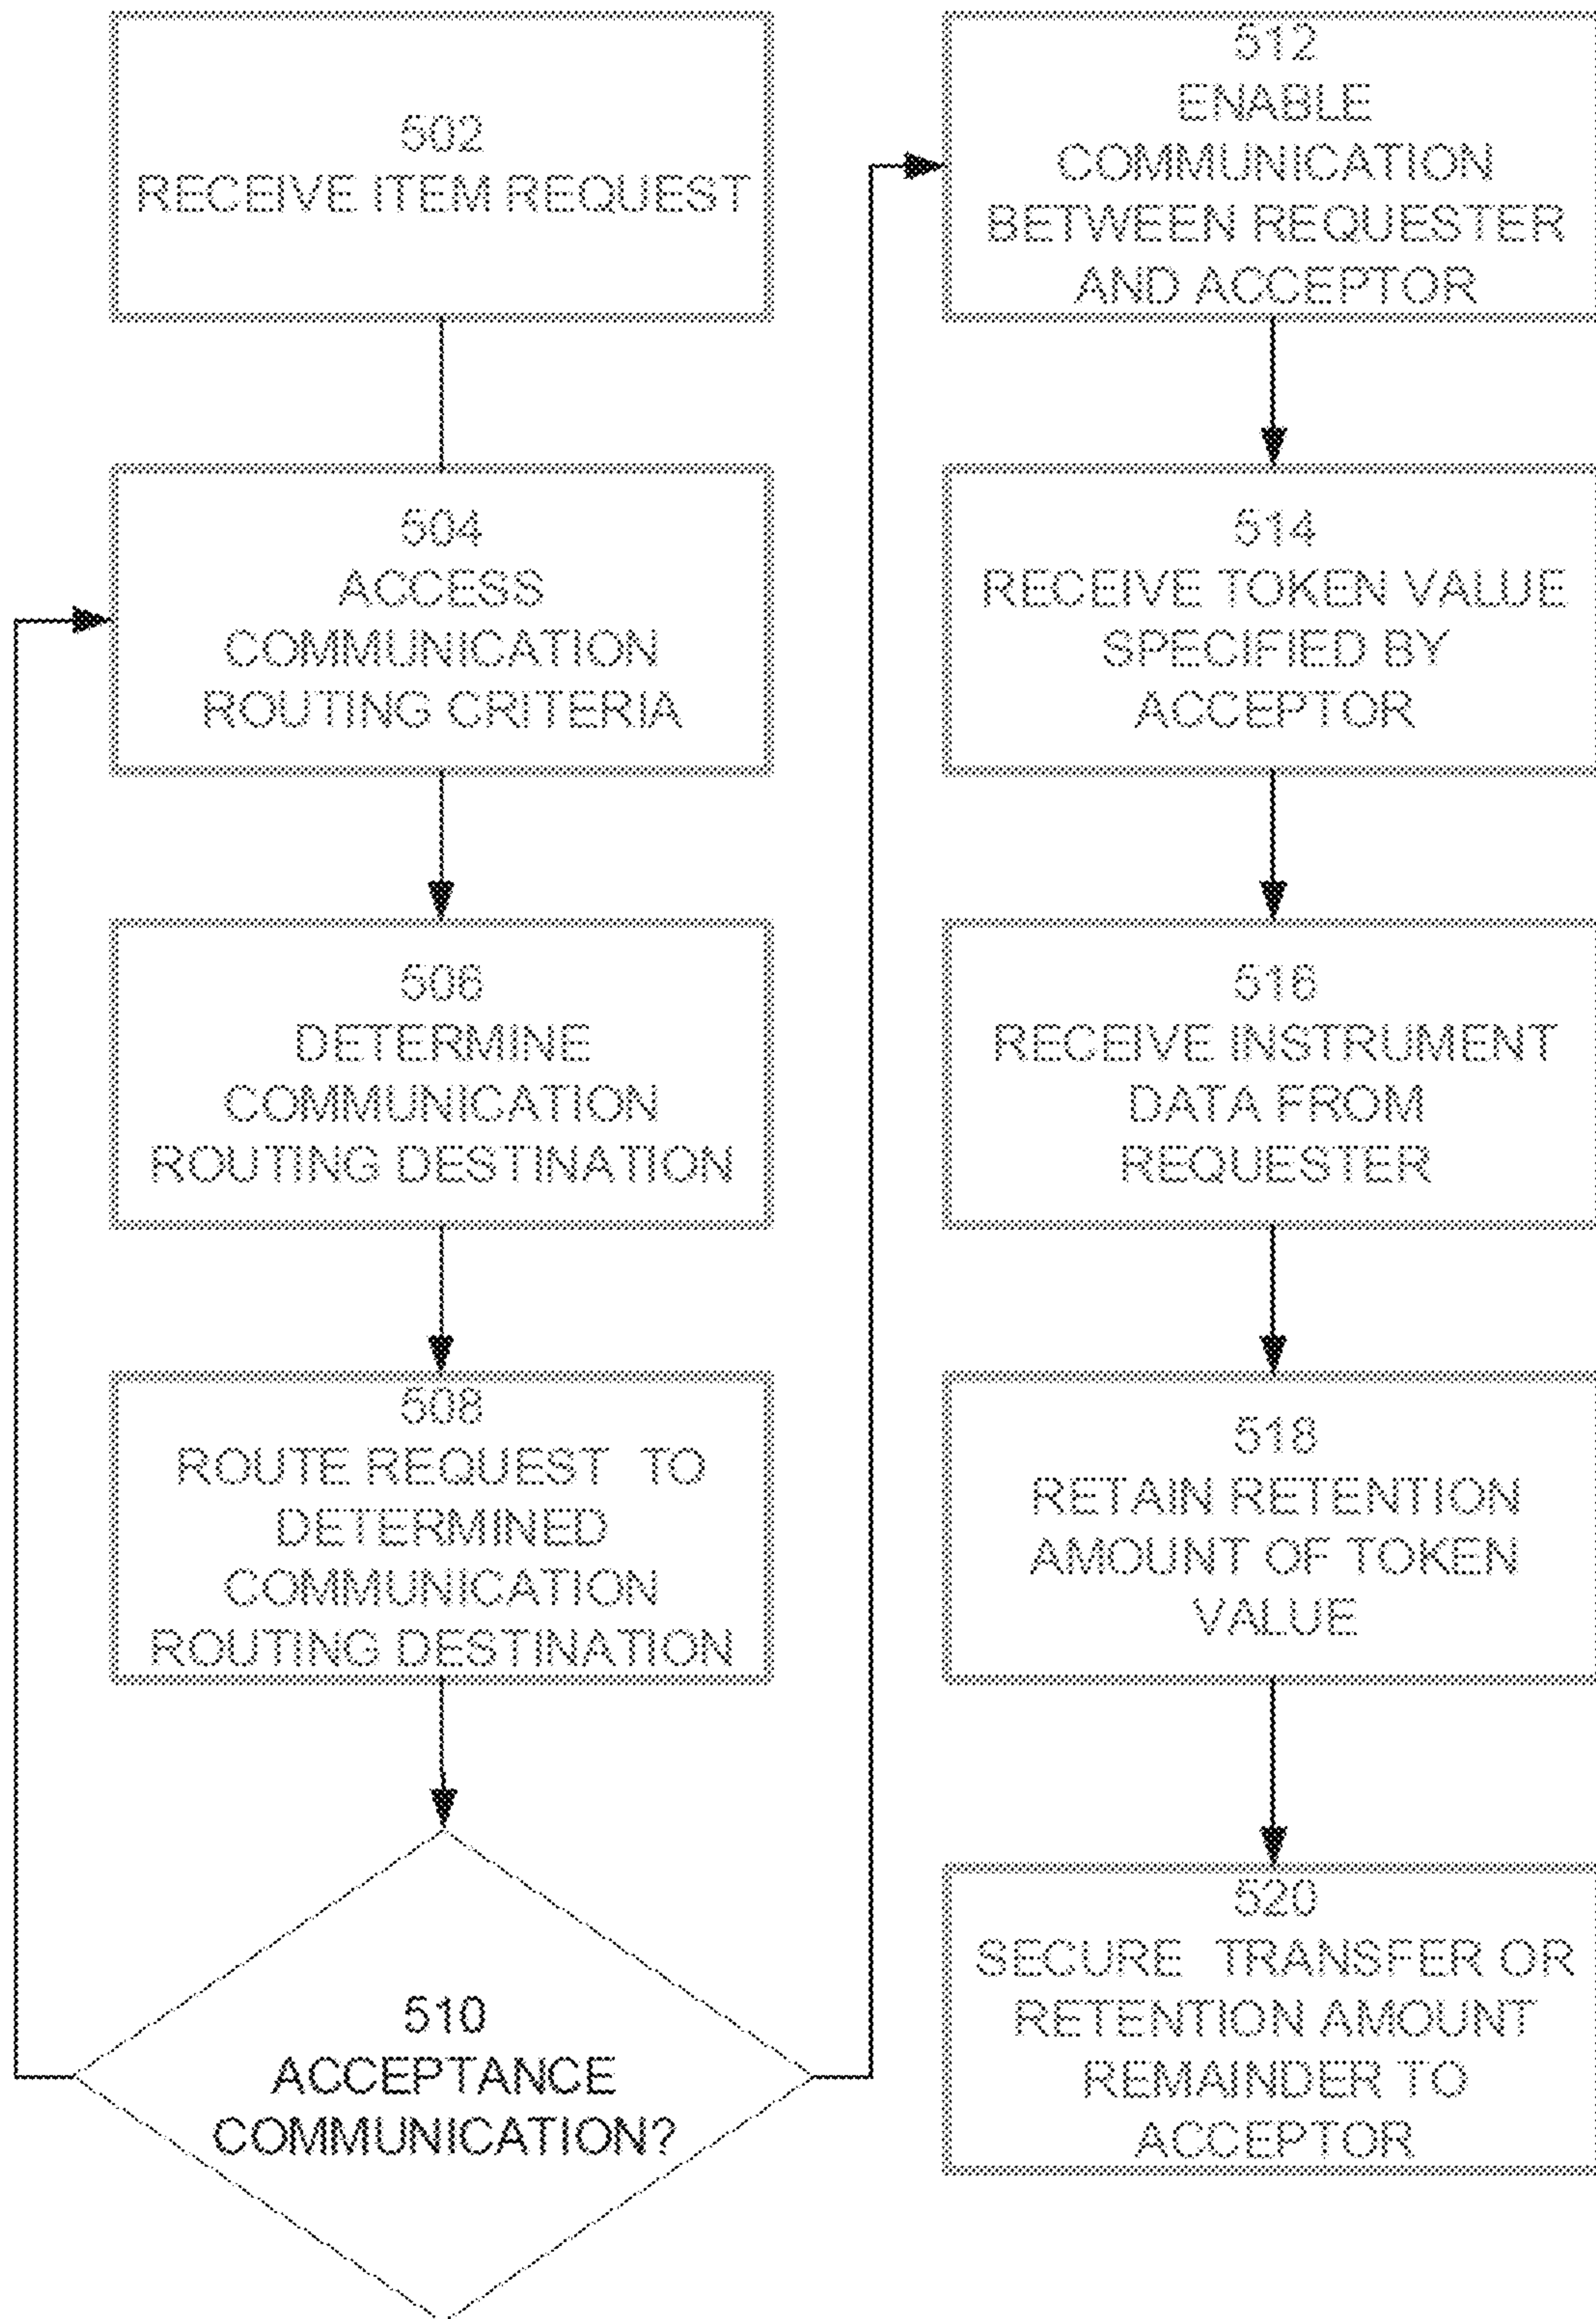 502
RECEIVE ITEM REQUEST
504
ACCESS
COMMUNICATION
ROUTING CRITERIA
506
DETERMINE
COMMUNICATION
ROUTING DESTINATION
508
ROUTE REQUEST TO
DETERMINED
COMMUNICATION
ROUTING DESTINATION
510
ACCEPTANCE
COMMUNICATION?
512
ENABLE
COMMUNICATION
BETWEEN REQUESTER
AND ACCEPTOR
514
RECEIVE TOKEN VALUE
SPECIFIED BY
ACCEPTOR
516
RECEIVE INSTRUMENT
DATA FROM
REQUESTER
518
RETAIN RETENTION
AMOUNT OF TOKEN
VALUE
520
SECURE TRANSFER OR
RETENTION AMOUNT
REMAINDER TO
ACCEPTOR